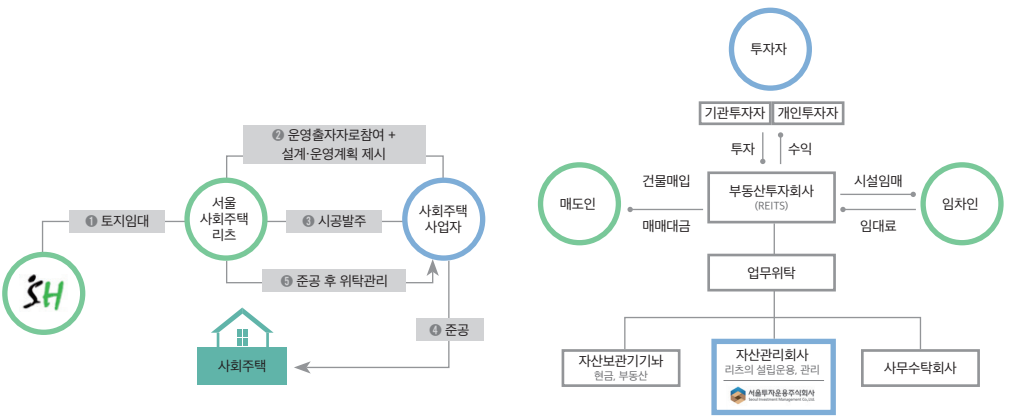 ❷ 운영출자자로참여 +
설계·운영계획 제시
서울
사회주택
리츠
사회주택
사업자
❶ 토지임대
❸ 시공발주
❺ 준공 후 위탁관리
SH
❹ 준공
사회주택
투자자
기관투자자
개인투자자
투자
수익
매도인
건물매입
매매대금
부동산투자회사
(REITS)
시설임매
임대료
임차인
업무위탁
자산보관기기놔
현금, 부동산
자산관리회사
리츠의 설립운용, 관리
서울투자운용주식회사
Seoul Investment Management Co., Ltd.
사무수탁회사